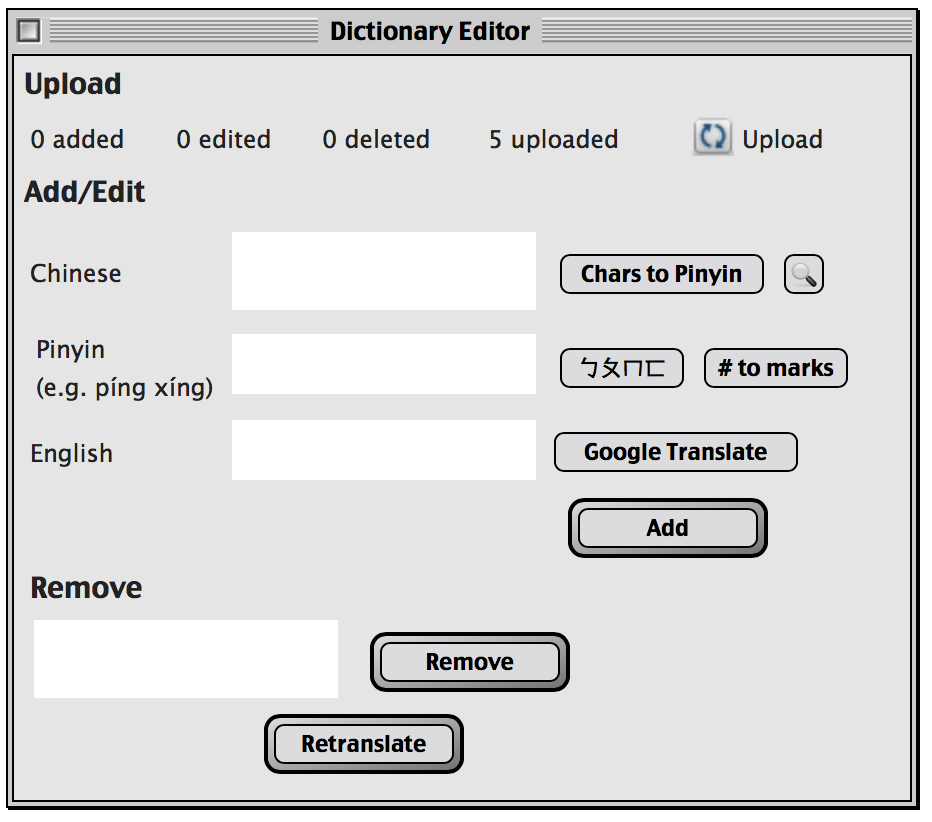 Dictionary Editor
Upload
0 added 0 edited 0 deleted 5 uploaded Upload
Add/Edit
Chinese Chars to Pinyin
Pinyin
(e.g. píng xíng) ㄅㄆㄇㄈ # to marks
English Google Translate
Add
Remove
Remove
Retranslate